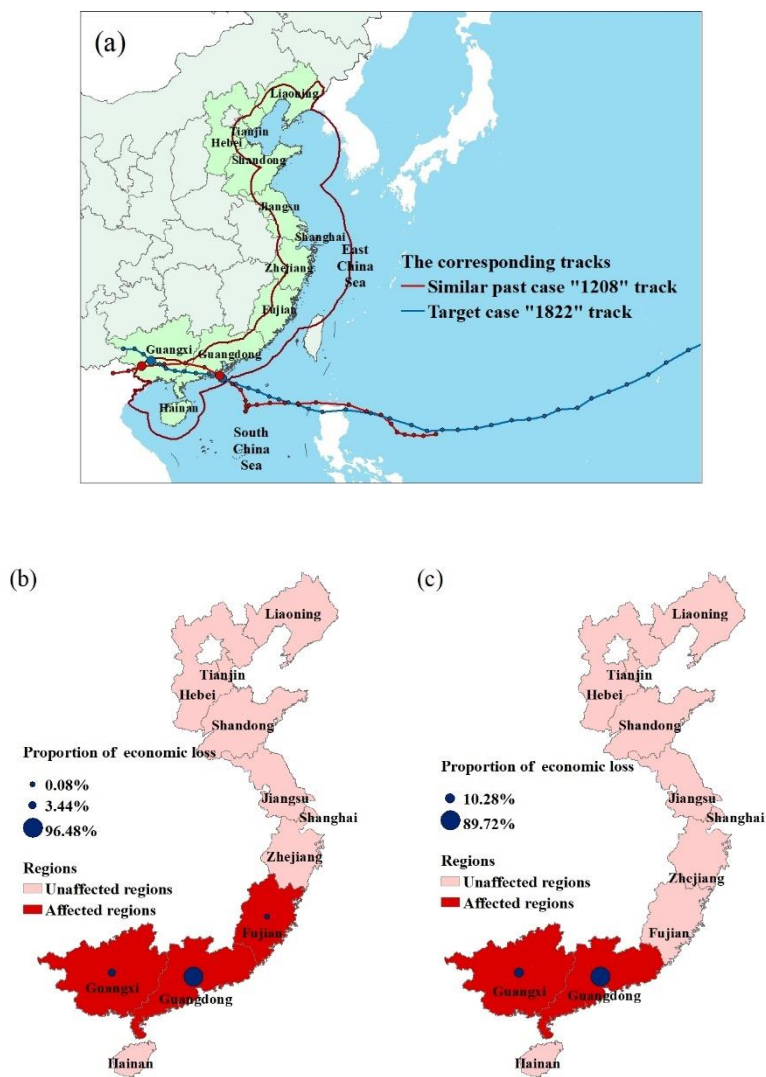 (a)
Liaoning
Tianjin
Hebei
Shandong
Jiangsu
Shanghai
East
China
Sea
Zhejiang
Fujian
The corresponding tracks
Similar past case "1208" track
Target case "1822" track
Guangxi
Guangdong
Hainan
South
China
Sea
(b)
Liaoning
Tianjin
Hebei
Shandong
Proportion of economic loss
0.08%
3.44%
96.48%
Jiangsu
Shanghai
Zhejiang
Regions
Unaffected regions
Affected regions
Fujian
Guangxi
Guangdong
Hainan
(c)
Liaoning
Tianjin
Hebei
Shandong
Proportion of economic loss
10.28%
89.72%
Jiangsu
Shanghai
Zhejiang
Regions
Unaffected regions
Affected regions
Fujian
Guangxi
Guangdong
Hainan